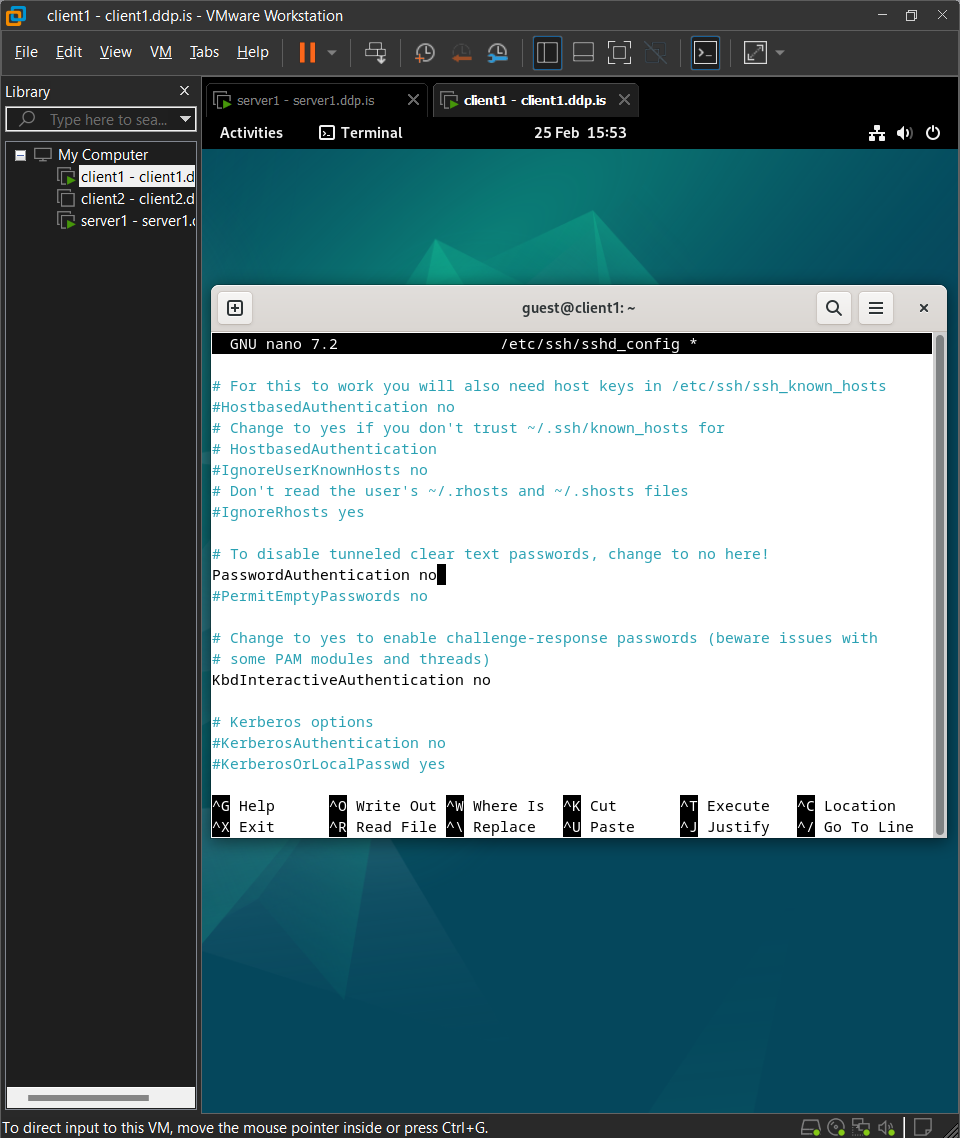 client1 - client1.ddp.is - VMware Workstation
File Edit View VM Tabs Help
Library
Type here to sea...
My Computer
client1 - client1.d
client2 - client2.d
server1 - server1.
server1 - server1.ddp.is
client1 - client1.ddp.is
Activities Terminal 25 Feb 15:53
guest@client1: ~
GNU nano 7.2 /etc/ssh/sshd_config *
# For this to work you will also need host keys in /etc/ssh/ssh_known_hosts
#HostbasedAuthentication no
# Change to yes if you don't trust ~/.ssh/known_hosts for
# HostbasedAuthentication
#IgnoreUserKnownHosts no
# Don't read the user's ~/.rhosts and ~/.shosts files
#IgnoreRhosts yes
# To disable tunneled clear text passwords, change to no here!
PasswordAuthentication no
#PermitEmptyPasswords no
# Change to yes to enable challenge-response passwords (beware issues with
# some PAM modules and threads)
KbdInteractiveAuthentication no
# Kerberos options
#KerberosAuthentication no
#KerberosOrLocalPasswd yes
^G Help ^O Write Out ^W Where Is ^K Cut ^T Execute ^C Location
^X Exit ^R Read File ^\ Replace ^U Paste ^J Justify ^/ Go To Line
To direct input to this VM, move the mouse pointer inside or press Ctrl+G.